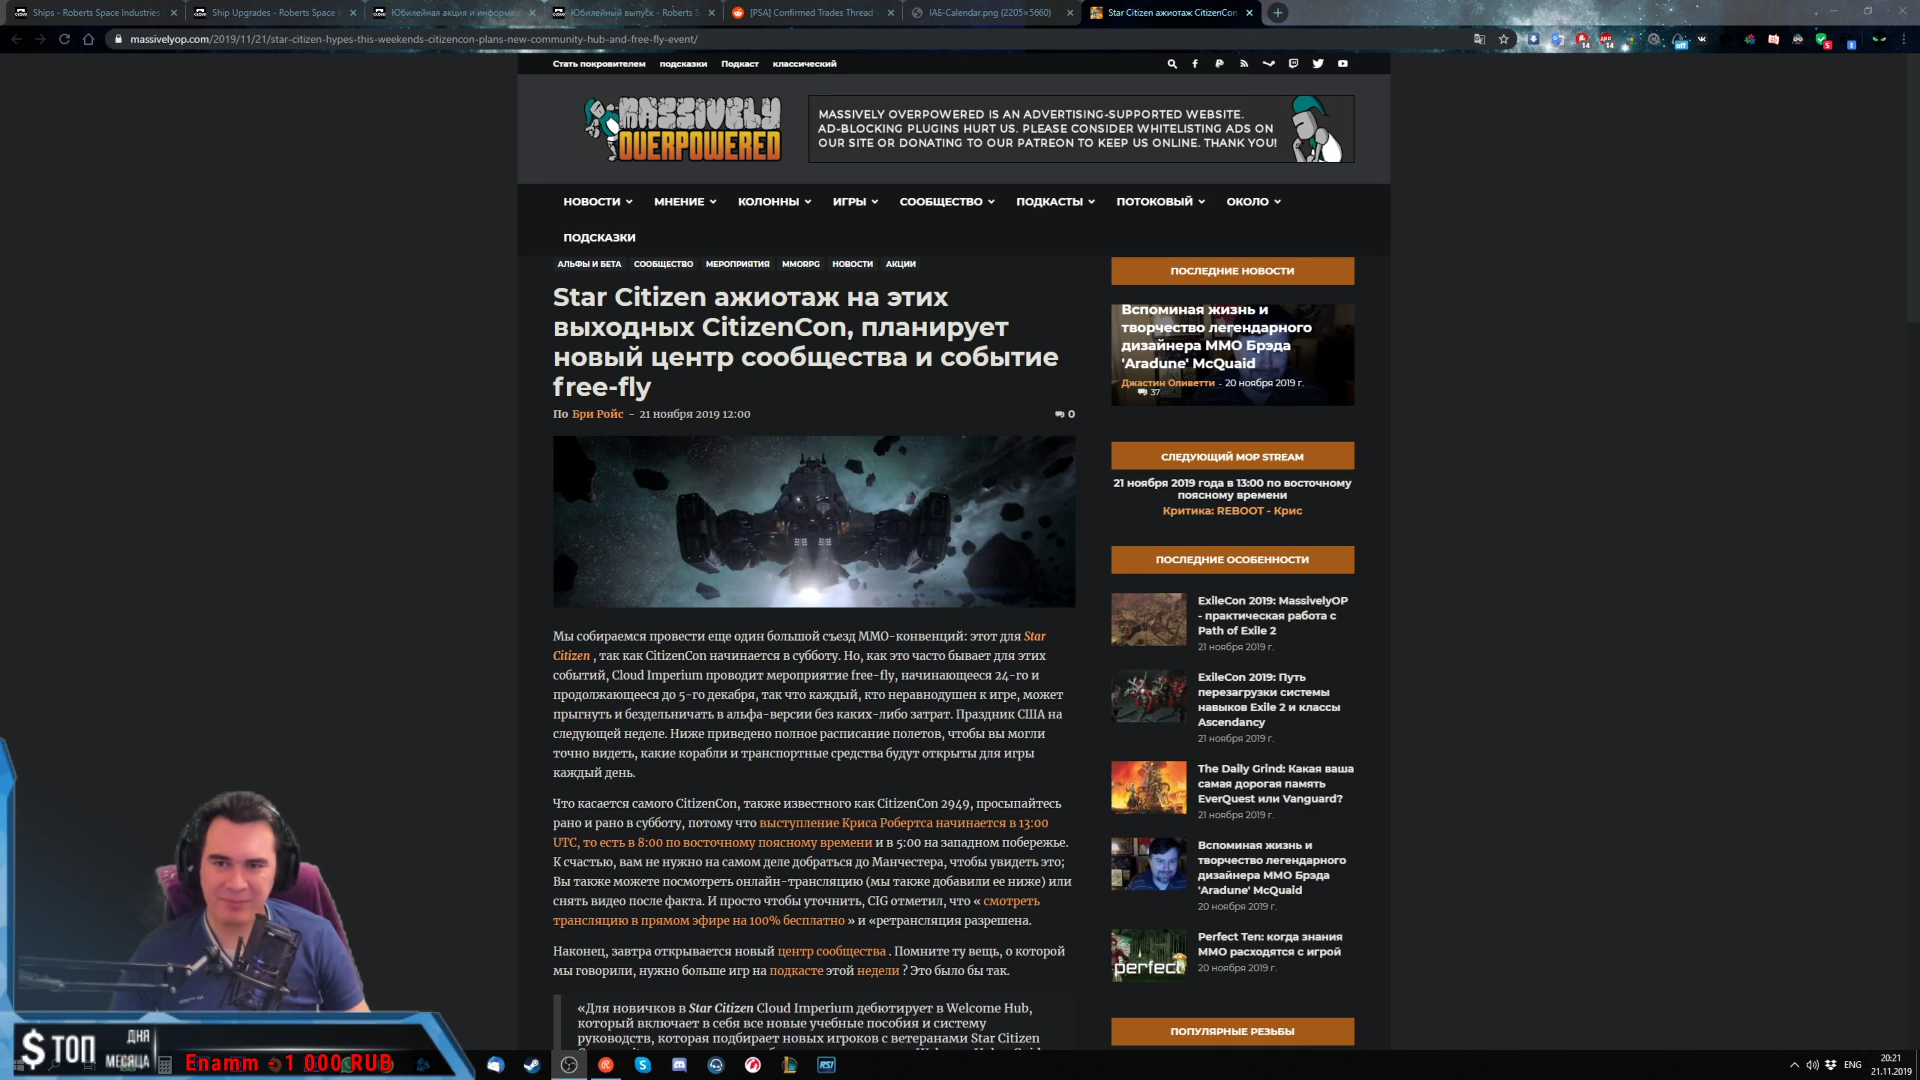 Ships - Roberts Space Industries
Ship Upgrades - Roberts Space
Юбилейная акция и информа
Юбилейный выпуск - Roberts S
[PSA] Confirmed Trades Thread
IAE-Calendar.png (2205×5660)
Star Citizen ажиотаж CitizenCon
massivelyop.com/2019/11/21/star-citizen-hypes-this-weekends-citizencon-plans-new-community-hub-and-free-fly-event/
Стать покровителем подсказки Подкаст классический
MASSIVELY
OVERPOWERED
MASSIVELY OVERPOWERED IS AN ADVERTISING-SUPPORTED WEBSITE.
AD-BLOCKING PLUGINS HURT US. PLEASE CONSIDER WHITELISTING ADS ON
OUR SITE OR DONATING TO OUR PATREON TO KEEP US ONLINE. THANK YOU!
НОВОСТИ МНЕНИЕ КОЛОННЫ ИГРЫ СООБЩЕСТВО ПОДКАСТЫ ПОТОКОВЫЙ ОКОЛО
ПОДСКАЗКИ
АЛЬФЫ И БЕТА СООБЩЕСТВО МЕРОПРИЯТИЯ MMORPG НОВОСТИ АКЦИИ
Star Citizen ажиотаж на этих
выходных CitizenCon, планирует
новый центр сообщества и событие
free-fly
По Бри Ройс - 21 ноября 2019 12:00
0
Мы собираемся провести еще один большой съезд ММО-конвенций: этот для Star
Citizen , так как CitizenCon начинается в субботу. Но, как это часто бывает для этих
событий, Cloud Imperium проводит мероприятие free-fly, начинающееся 24-го и
продолжающееся до 5-го декабря, так что каждый, кто неравнодушен к игре, может
прыгнуть и бездельничать в альфа-версии без каких-либо затрат. Праздник США на
следующей неделе. Ниже приведено полное расписание полетов, чтобы вы могли
точно видеть, какие корабли и транспортные средства будут открыты для игры
каждый день.
Что касается самого CitizenCon, также известного как CitizenCon 2949, просыпайтесь
рано и рано в субботу, потому что выступление Криса Робертса начинается в 13:00
UTC, то есть в 8:00 по восточному поясному времени и в 5:00 на западном побережье.
К счастью, вам не нужно на самом деле добраться до Манчестера, чтобы увидеть это;
Вы также можете посмотреть онлайн-трансляцию (мы также добавили ее ниже) или
снять видео после факта. И просто чтобы уточнить, CIG отметил, что « смотреть
трансляцию в прямом эфире на 100% бесплатно » и «ретрансляция разрешена.
Наконец, завтра открывается новый центр сообщества . Помните ту вещь, о которой
мы говорили, нужно больше игр на подкасте этой недели ? Это было бы так.
«Для новичков в Star Citizen Cloud Imperium дебютирует в Welcome Hub,
который включает в себя все новые учебные пособия и систему
руководств, которая подбирает новых игроков с ветеранами Star Citizen
ПОСЛЕДНИЕ НОВОСТИ
Вспоминая жизнь и
творчество легендарного
дизайнера ММО Брэда
'Aradune' McQuaid
Джастин Оливетти - 20 ноября 2019 г.
37
СЛЕДУЮЩИЙ MOP STREAM
21 ноября 2019 года в 13:00 по восточному
поясному времени
Критика: REBOOT - Крис
ПОСЛЕДНИЕ ОСОБЕННОСТИ
ExileCon 2019: MassivelyOP
- практическая работа с
Path of Exile 2
21 ноября 2019 г.
ExileCon 2019: Путь
перезагрузки системы
навыков Exile 2 и классы
Ascendancy
21 ноября 2019 г.
The Daily Grind: Какая ваша
самая дорогая память
EverQuest или Vanguard?
21 ноября 2019 г.
Вспоминая жизнь и
творчество легендарного
дизайнера ММО Брэда
'Aradune' McQuaid
20 ноября 2019 г.
perfect
Perfect Ten: когда знания
ММО расходятся с игрой
20 ноября 2019 г.
ПОПУЛЯРНЫЕ РЕЗЬБЫ
$ТОП
ДНЯ
МЕСЯЦА
Enamm 1 000 RUB
RSI
ENG
20:21
21.11.2019